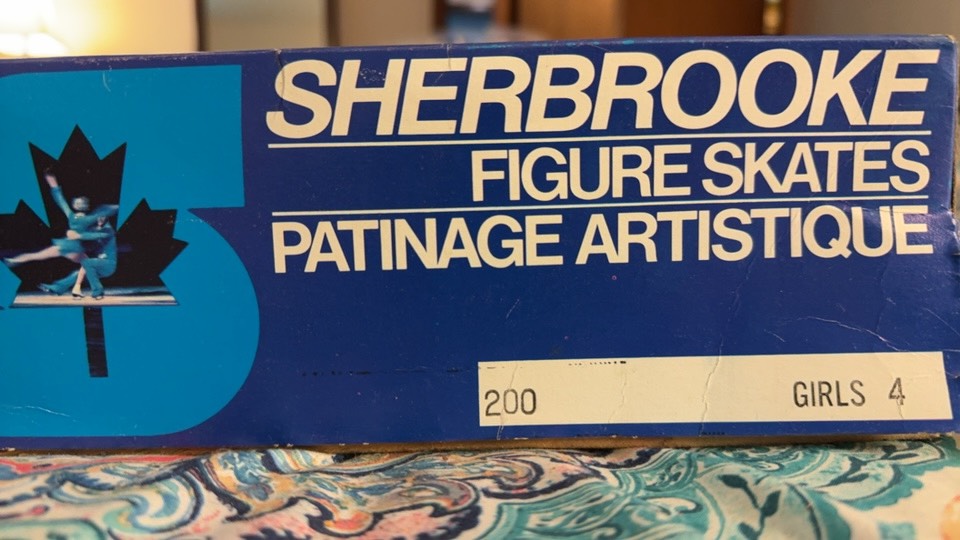 SHERBROOKE
FIGURE SKATES
PATINAGE ARTISTIQUE
200 GIRLS 4